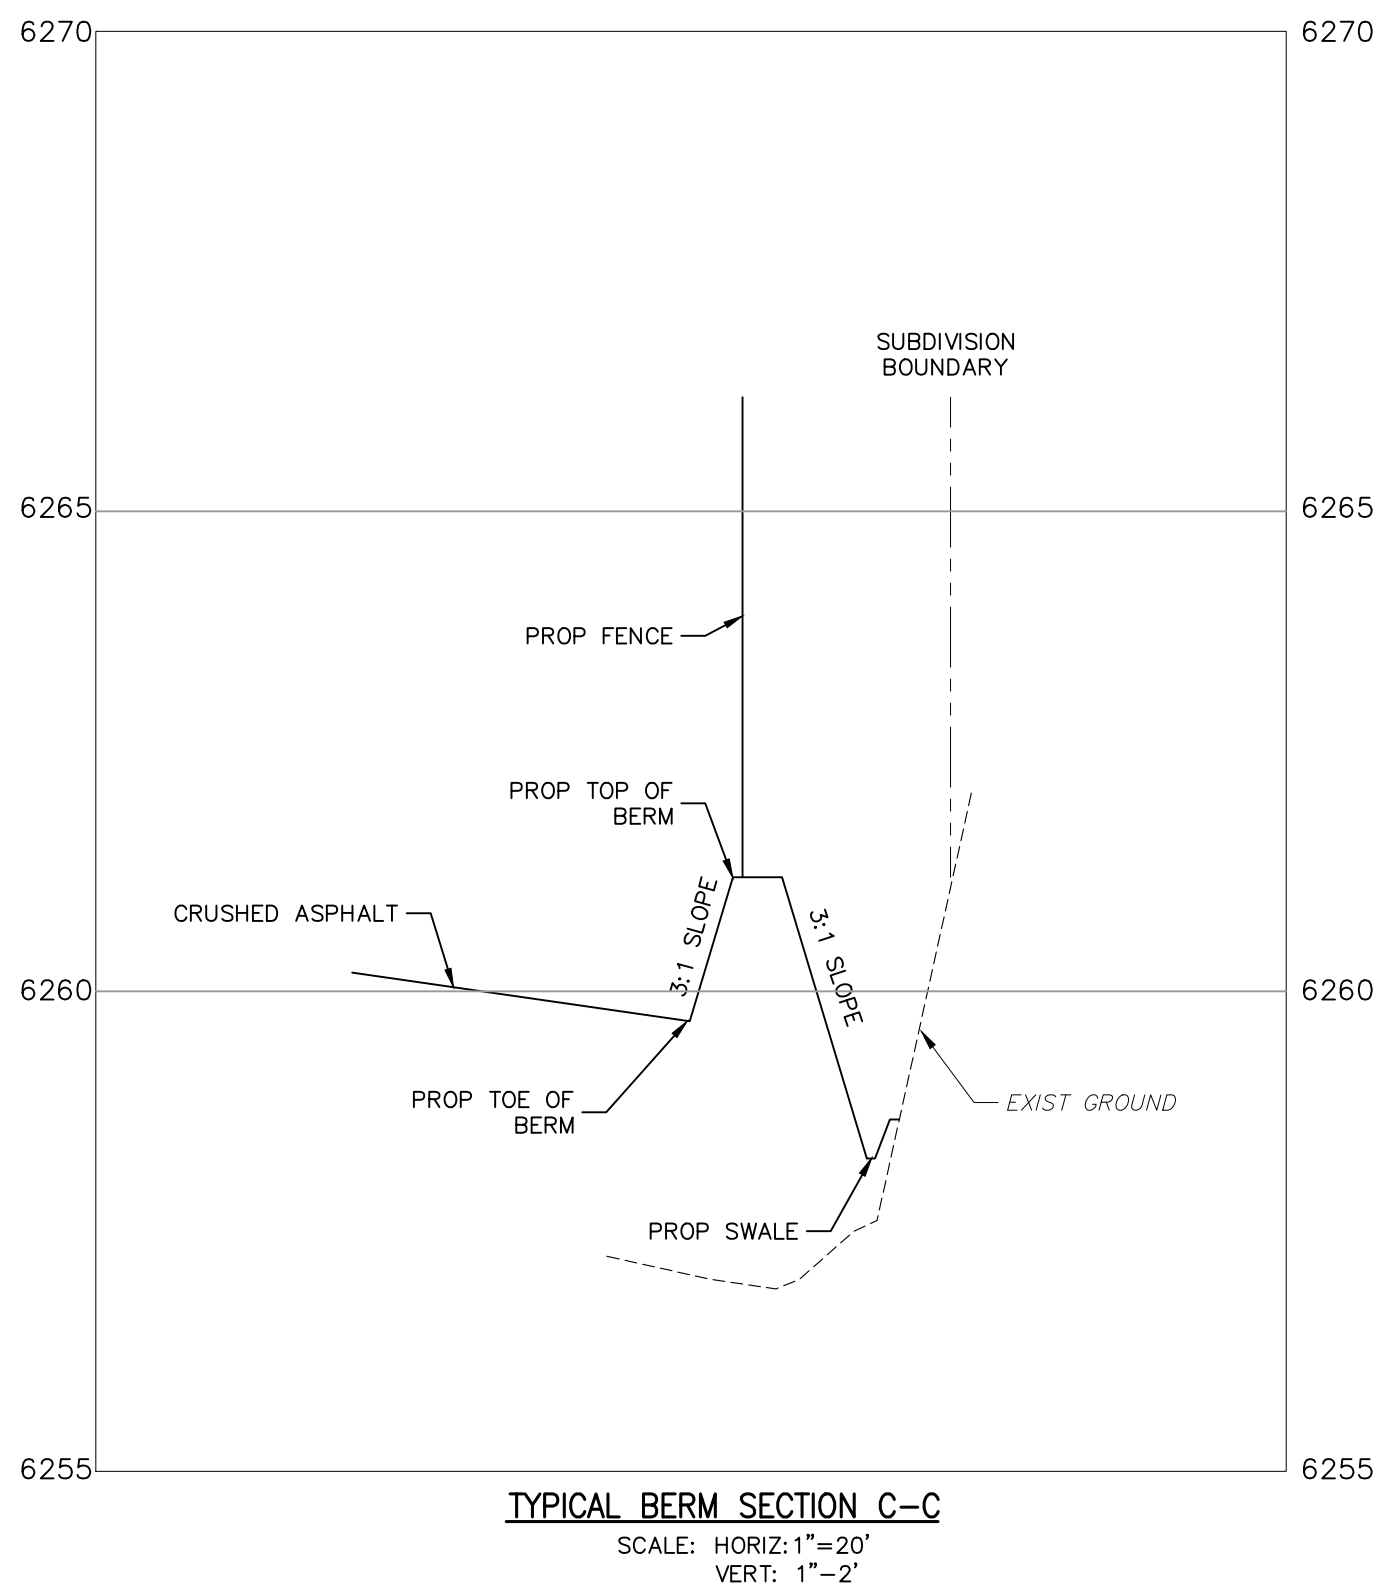 6270
6270
SUBDIVISION
BOUNDARY
6265
6265
PROP FENCE
PROP TOP OF
BERM
3:1 SLOPE
3:1 SLOPE
CRUSHED ASPHALT
6260
6260
PROP TOE OF
BERM
EXIST GROUND
PROP SWALE
6255
6255
TYPICAL BERM SECTION C-C
SCALE: HORIZ:1"=20'
VERT: 1"-2'